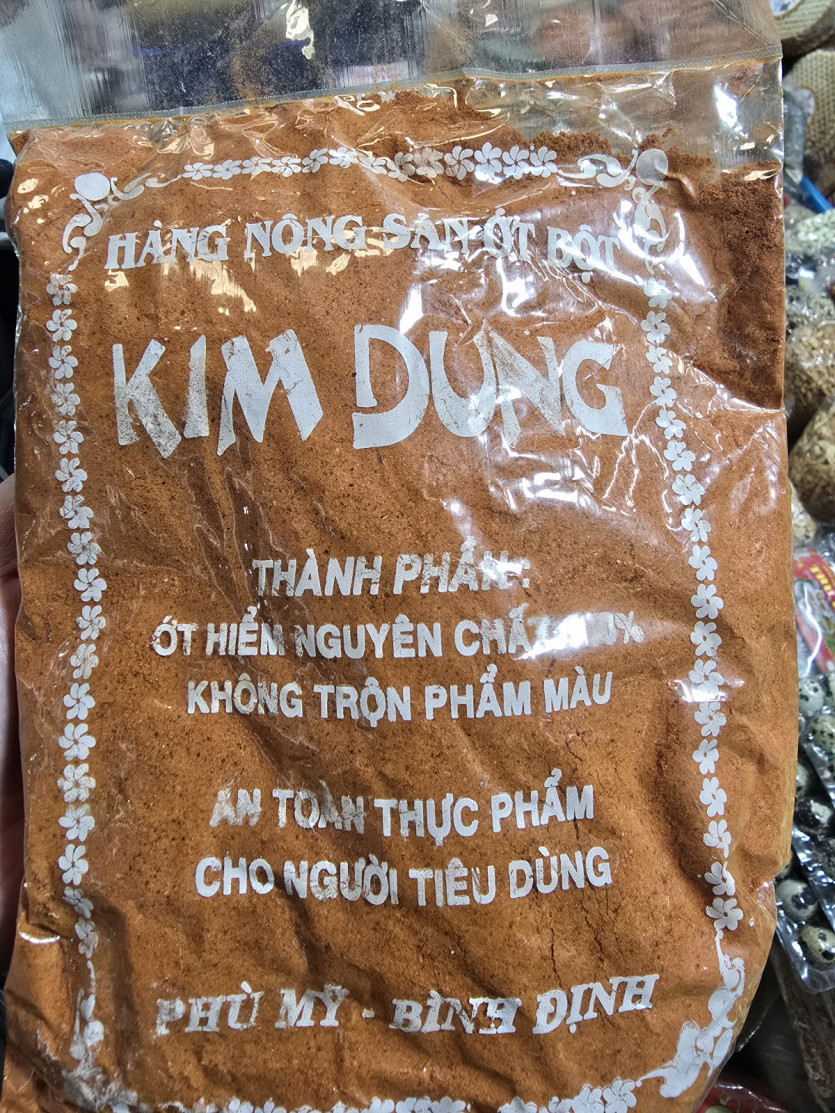 HÀNG NÔNG SẢN ỚT BỘT
KIM DUNG
THÀNH PHẦN :
ỚT HIỂM NGUYÊN CHẤT 100%
KHÔNG TRỘN PHẨM MÀU
AN TOÀN THỰC PHẨM
CHO NGƯỜI TIÊU DÙNG
PHÙ MỸ - BÌNH ĐỊNH